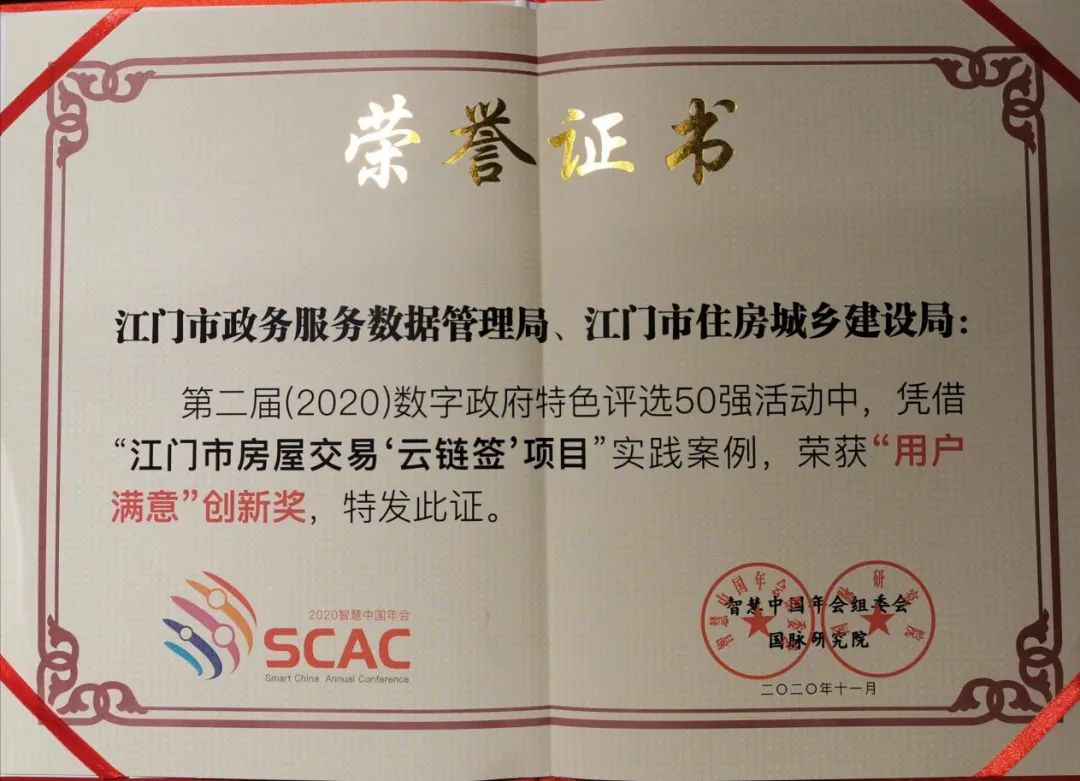 荣誉证书
江门市政务服务数据管理局、江门市住房城乡建设局：
第二届(2020)数字政府特色评选50强活动中，凭借
“江门市房屋交易‘云链签’项目”实践案例，荣获“用户
满意”创新奖，特发此证。
2020智慧中国年会
SCAC
Smart China Annual Conference
智慧中国年会组委会
国脉研究院
二〇二〇年十一月